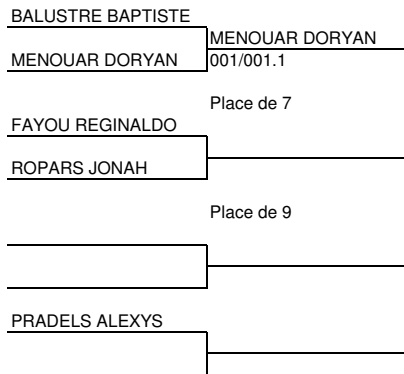 BALUSTRE BAPTISTE
MENOUAR DORYAN
MENOUAR DORYAN
001/001.1
Place de 7
FAYOU REGINALDO
ROPARS JONAH
Place de 9
PRADELS ALEXYS